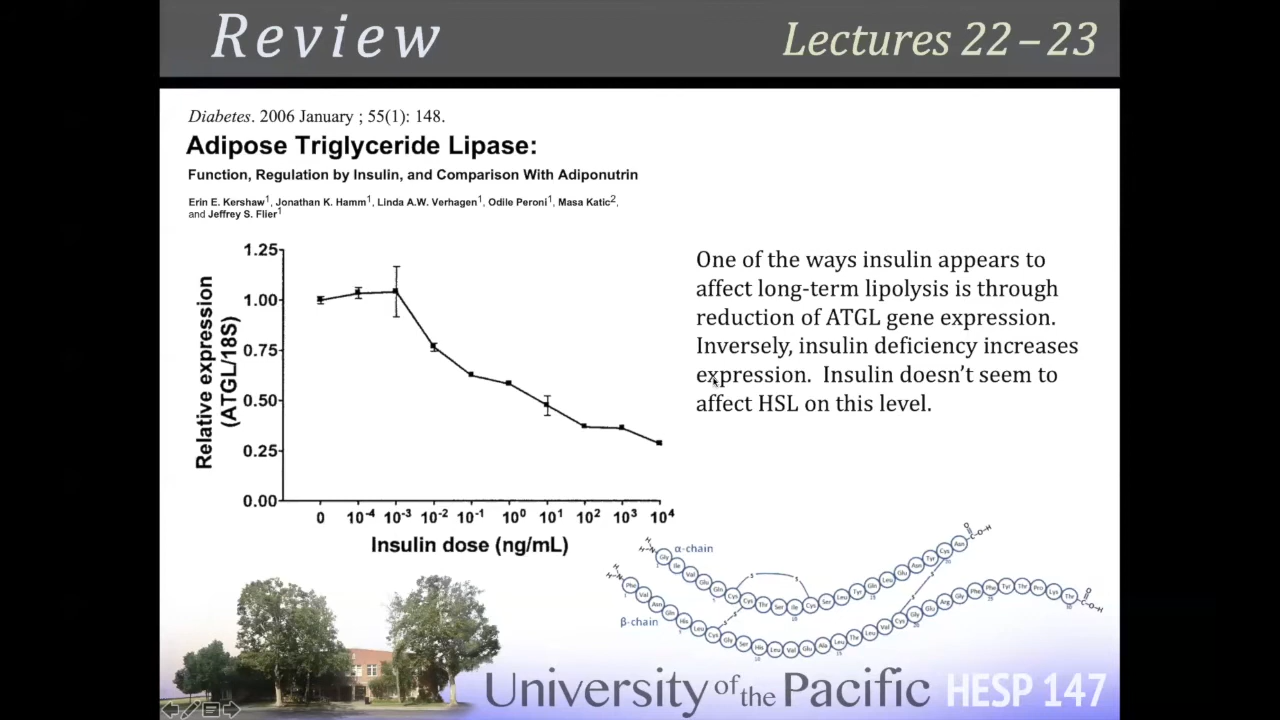 Review
Lectures 22 – 23
Diabetes. 2006 January ; 55(1): 148.
Adipose Triglyceride Lipase:
Function, Regulation by Insulin, and Comparison With Adiponutrin
Erin E. Kershaw1, Jonathan K. Hamm1, Linda A.W. Verhagen1, Odile Peroni1, Masa Katic2,
and Jeffrey S. Flier1
Relative expression
(ATGL/18S)
1.25
1.00
0.75
0.50
0.25
0.00
0 10-4 10-3 10-2 10-1 100 101 102 103 104
Insulin dose (ng/mL)
One of the ways insulin appears to
affect long-term lipolysis is through
reduction of ATGL gene expression.
Inversely, insulin deficiency increases
expression. Insulin doesn't seem to
affect HSL on this level.
α-chain
β-chain
University of the Pacific HESP 147